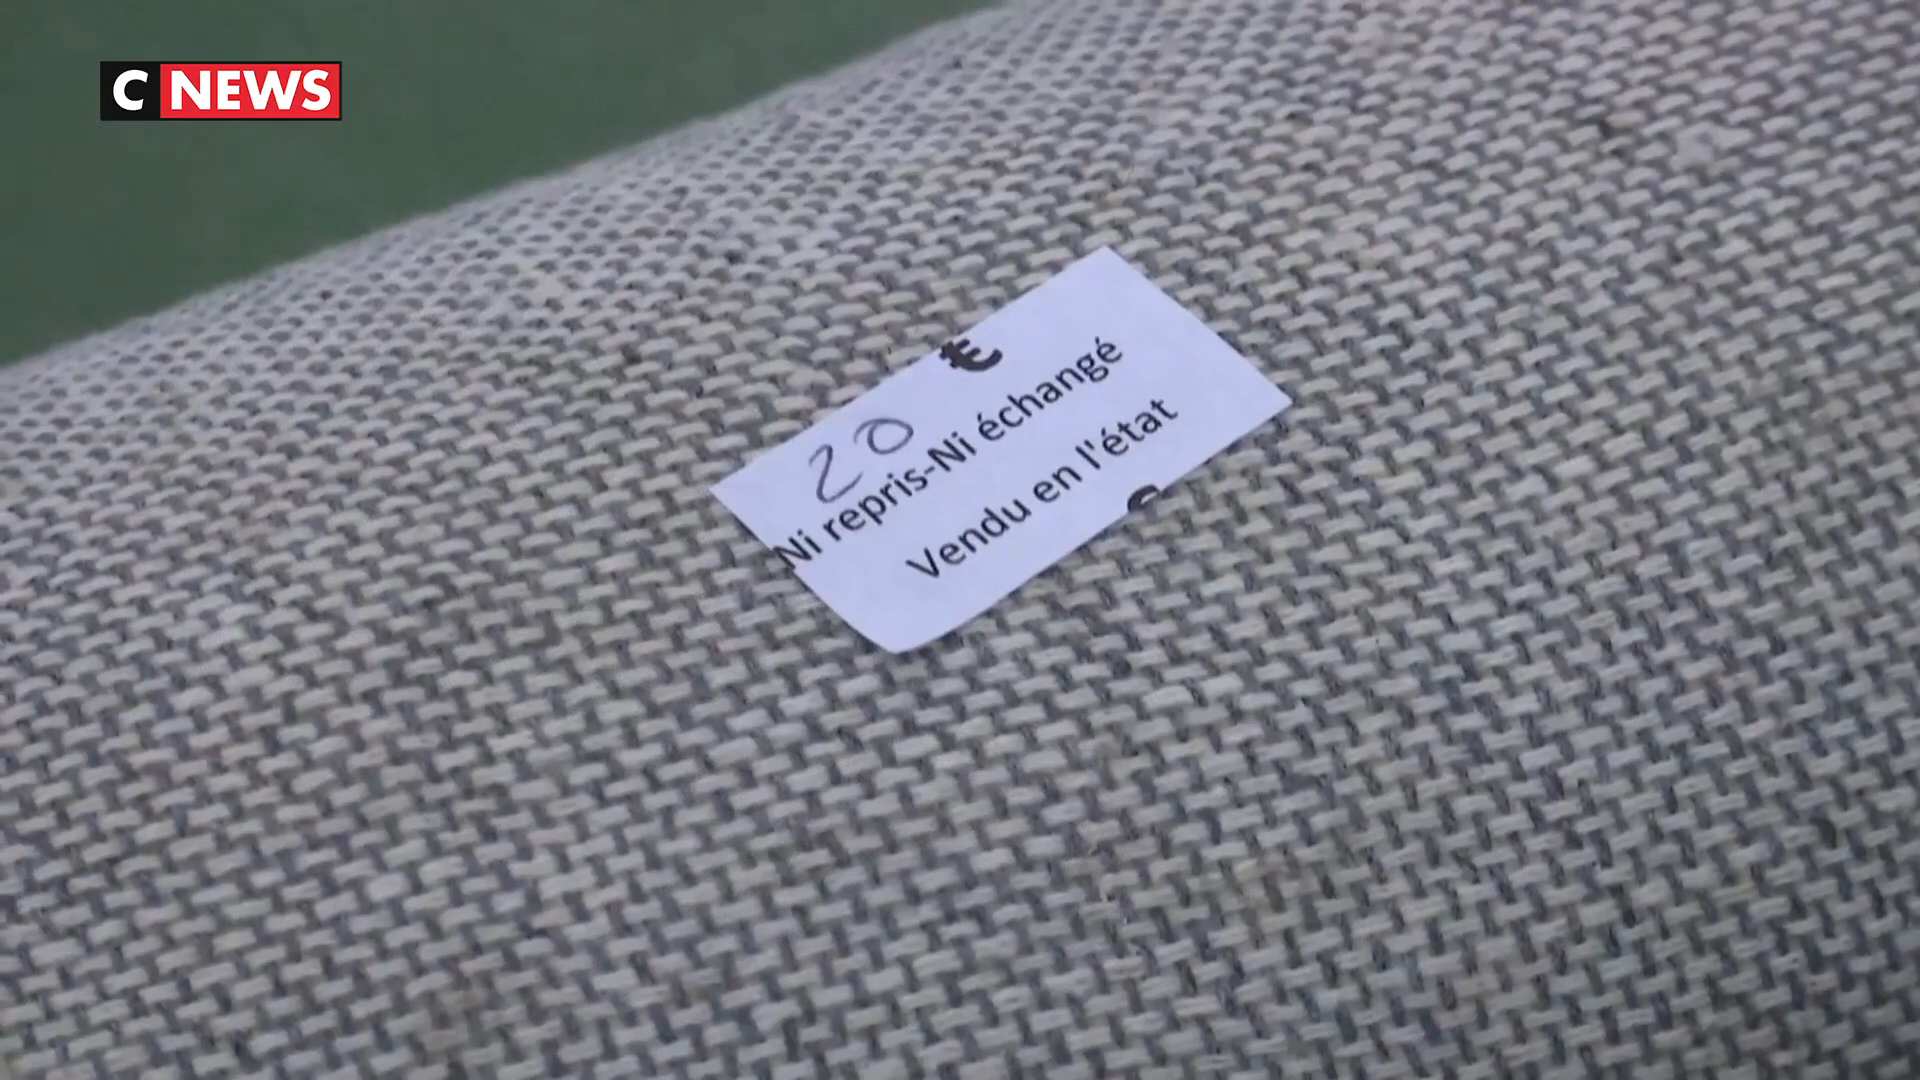 CNEWS
20 €
Ni repris-Ni échangé
Vendu en l'état